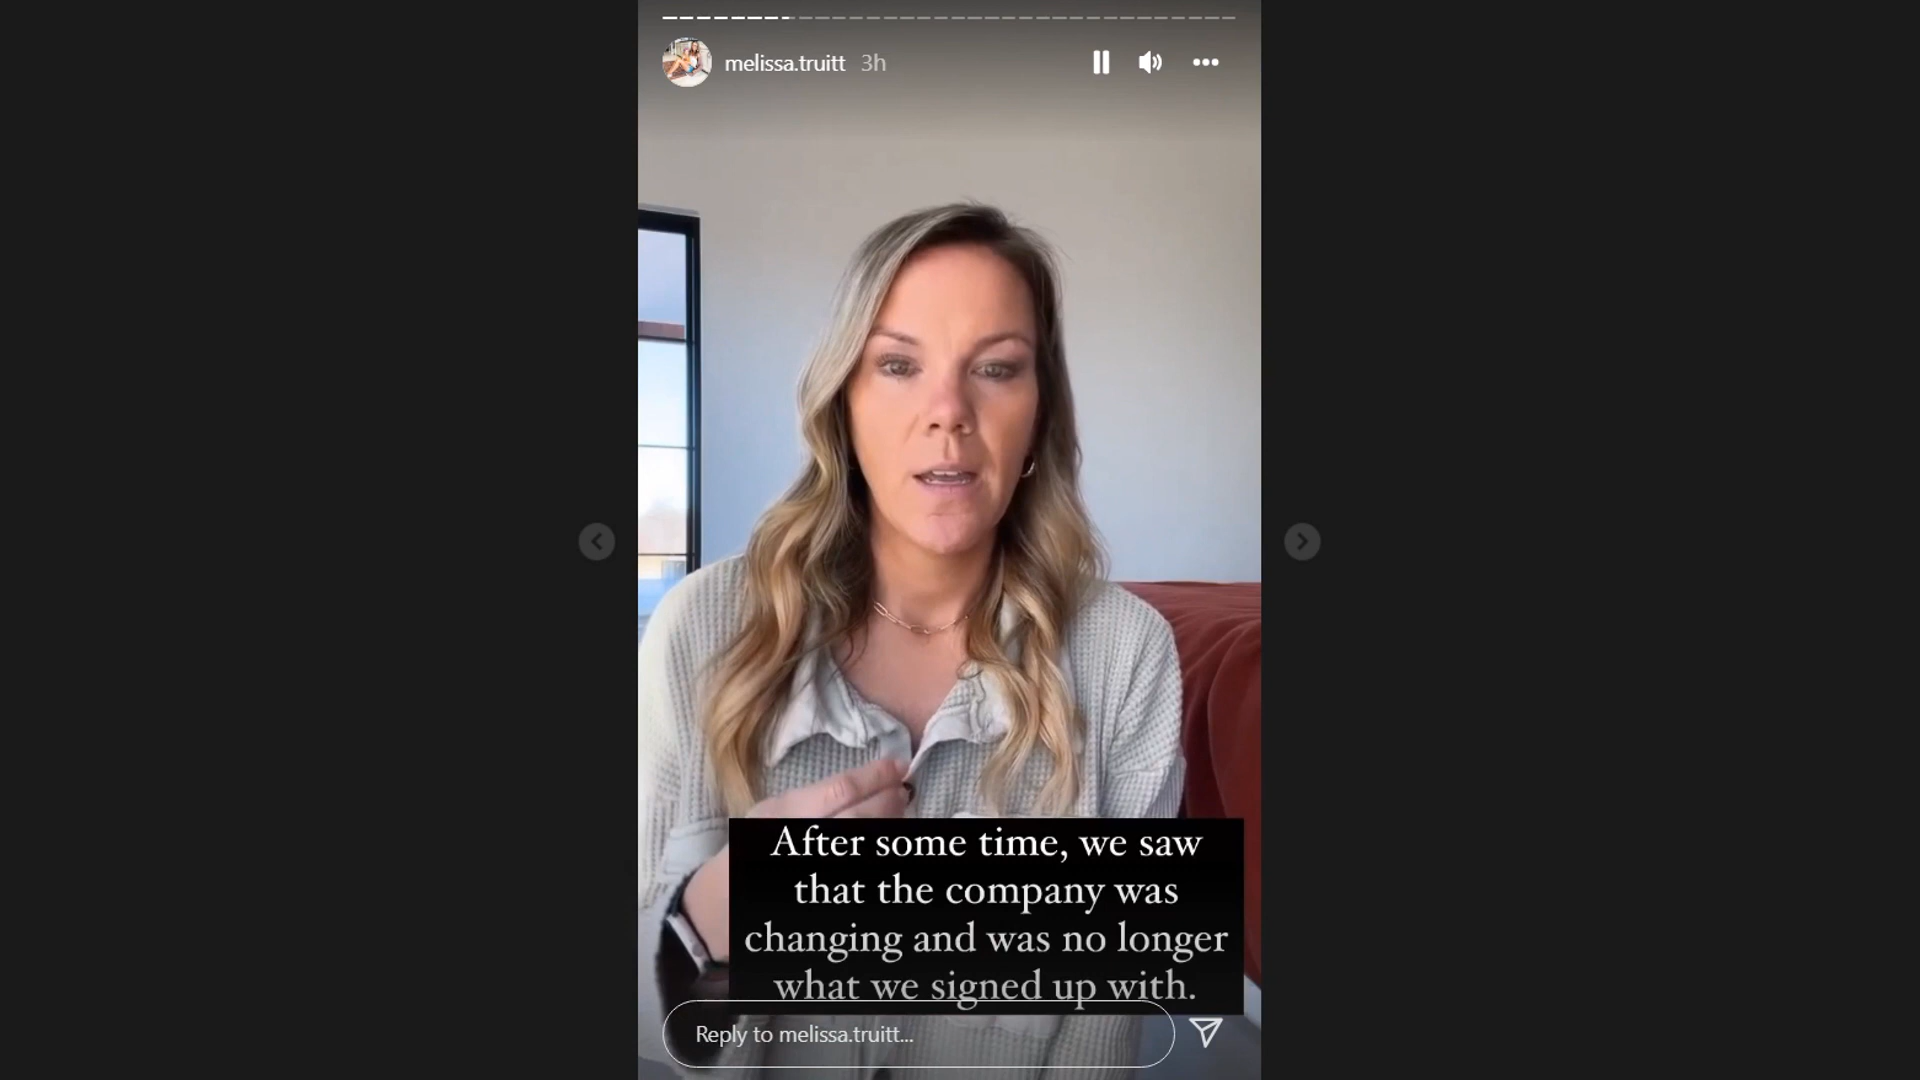 melissa.truitt 3h
After some time, we saw
that the company was
changing and was no longer
what we signed up with.
Reply to melissa.truitt...